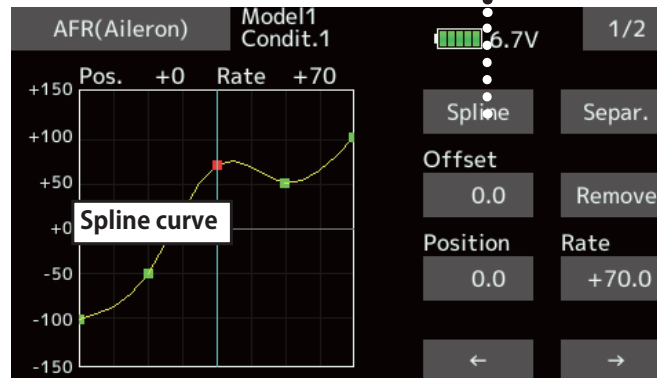 AFR(Aileron)
Model1
Condit.1
6.7V
1/2
Pos. +0 Rate +70
+150
+100
+50
+0
-50
-100
-150
Spline curve
Spline
Separ.
Offset
0.0
Remove
Position
Rate
0.0
+70.0
←
→